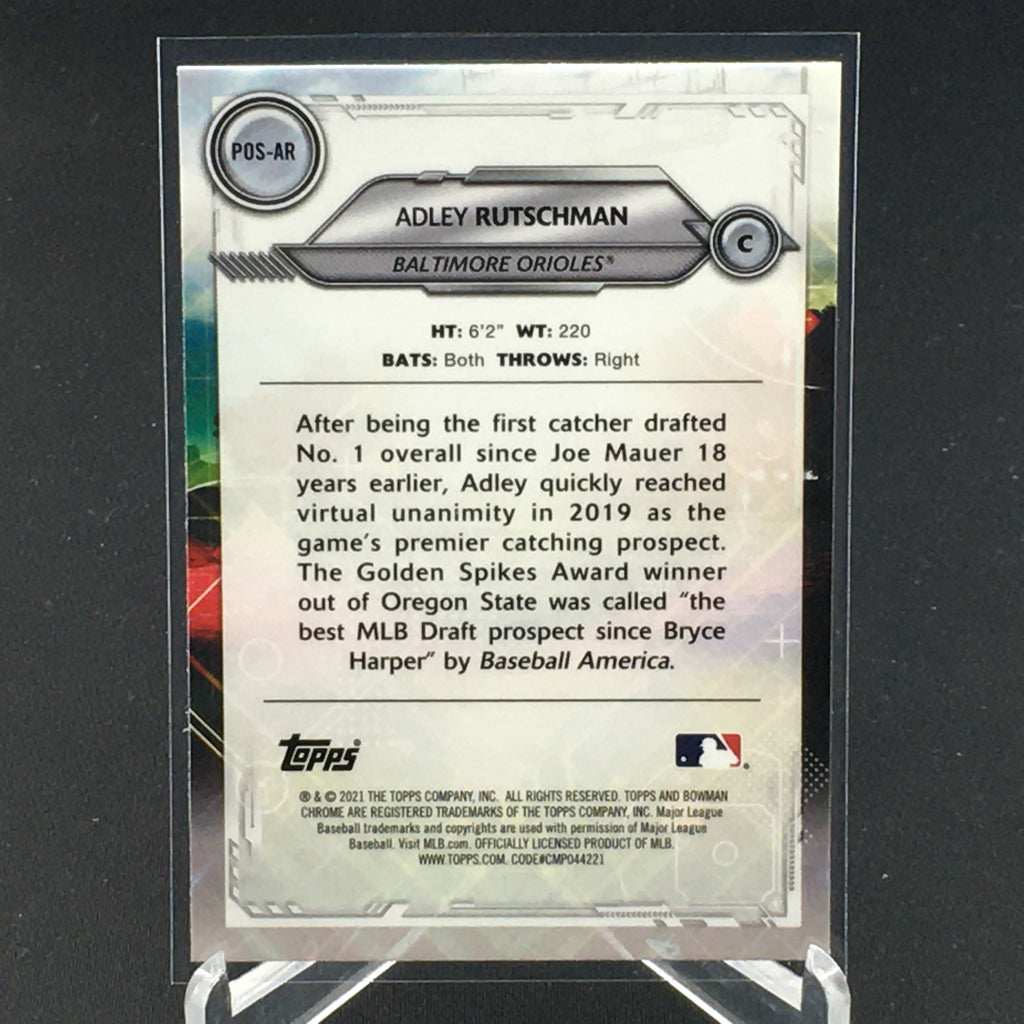 POS-AR
ADLEY RUTSCHMAN
C
BALTIMORE ORIOLES®
HT: 6'2" WT: 220
BATS: Both THROWS: Right
After being the first catcher drafted
No. 1 overall since Joe Mauer 18
years earlier, Adley quickly reached
virtual unanimity in 2019 as the
game's premier catching prospect.
The Golden Spikes Award winner
out of Oregon State was called "the
best MLB Draft prospect since Bryce
Harper" by Baseball America.
Topps®
® & © 2021 THE TOPPS COMPANY, INC. ALL RIGHTS RESERVED. TOPPS AND BOWMAN
CHROME ARE REGISTERED TRADEMARKS OF THE TOPPS COMPANY, INC. Major League
Baseball trademarks and copyrights are used with permission of Major League
Baseball. Visit MLB.com. OFFICIALLY LICENSED PRODUCT OF MLB.
WWW.TOPPS.COM. CODE#CMP044221